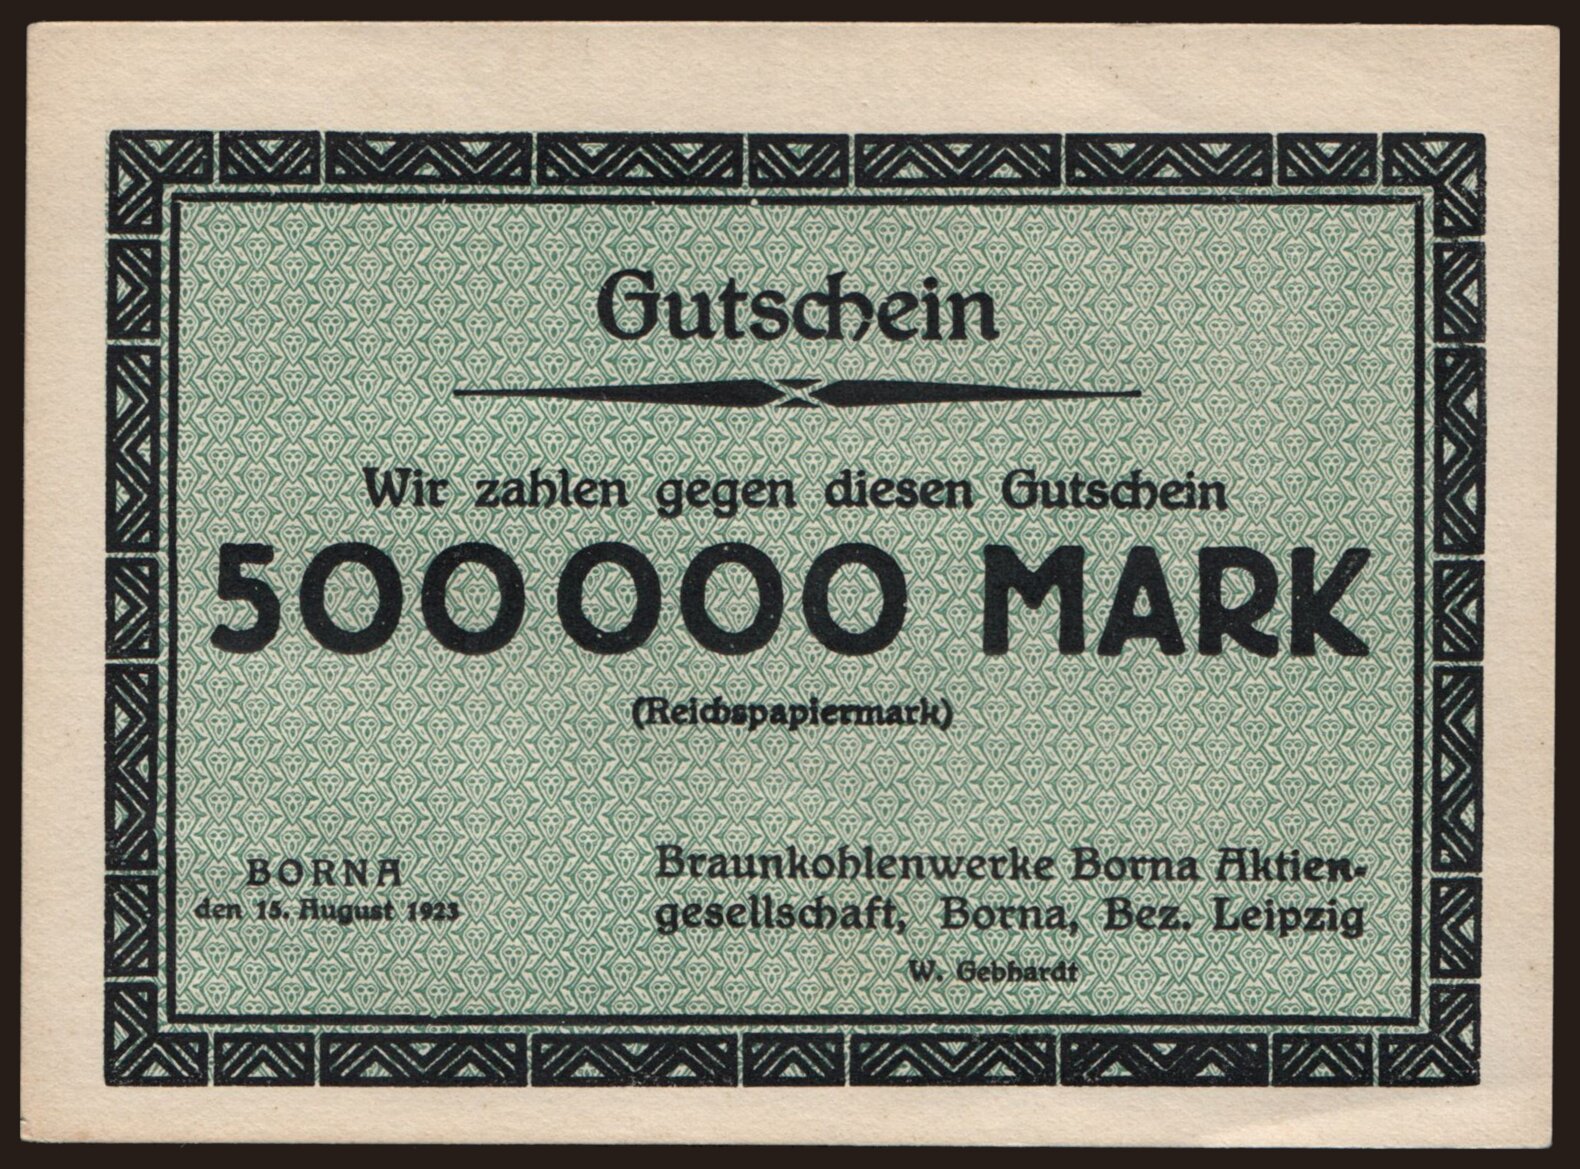 Gutschein
Wir zahlen gegen diesen Gutschein
500000 MARK
(Reichspapiermark)
BORNA
den 15. August 1923
Braunkohlenwerke Borna Aktien-
gesellschaft, Borna, Bez. Leipzig
W. Gebhardt